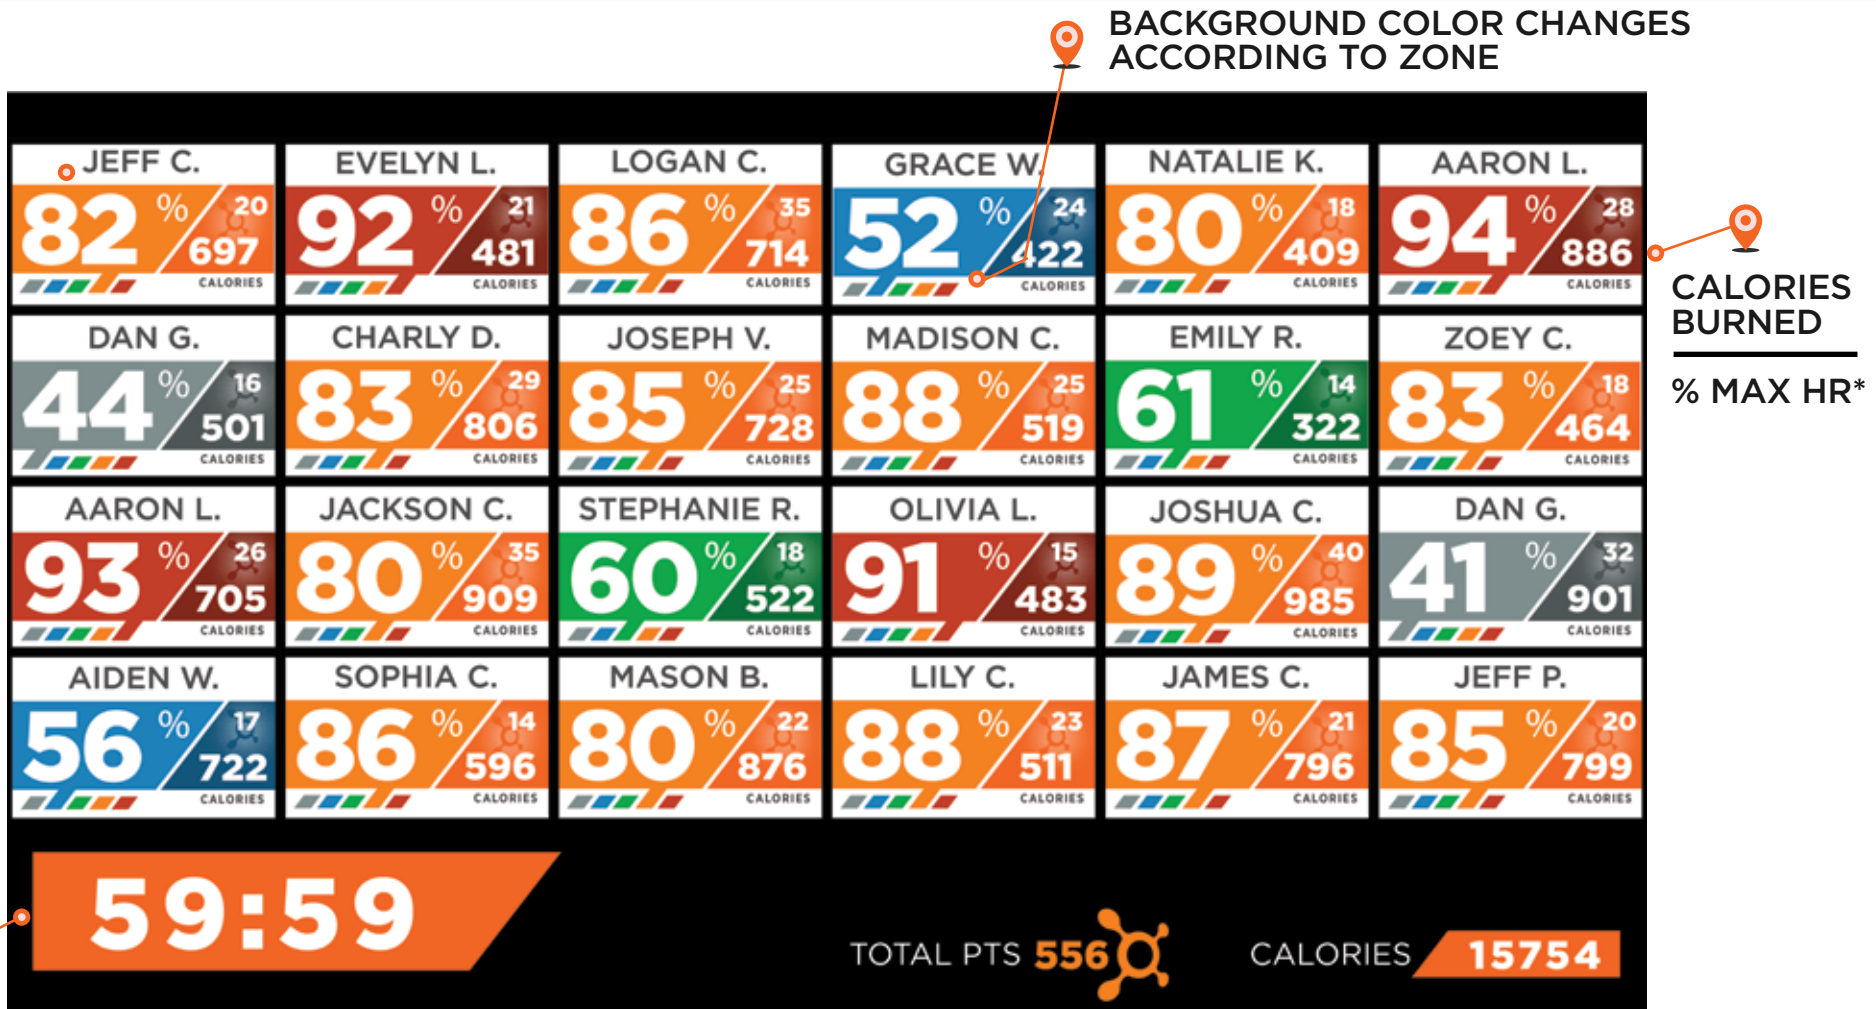 BACKGROUND COLOR CHANGES
ACCORDING TO ZONE
JEFF C.
82 % 20
697
CALORIES
EVELYN L.
92 % 21
481
CALORIES
LOGAN C.
86 % 35
714
CALORIES
GRACE W.
52 % 24
422
CALORIES
NATALIE K.
80 % 18
409
CALORIES
AARON L.
94 % 28
886
CALORIES
CALORIES
BURNED
% MAX HR*
DAN G.
44 % 16
501
CALORIES
CHARLY D.
83 % 29
806
CALORIES
JOSEPH V.
85 % 25
728
CALORIES
MADISON C.
88 % 25
519
CALORIES
EMILY R.
61 % 14
322
CALORIES
ZOEY C.
83 % 18
464
CALORIES
AARON L.
93 % 26
705
CALORIES
JACKSON C.
80 % 35
909
CALORIES
STEPHANIE R.
60 % 18
522
CALORIES
OLIVIA L.
91 % 15
483
CALORIES
JOSHUA C.
89 % 40
985
CALORIES
DAN G.
41 % 32
901
CALORIES
AIDEN W.
56 % 17
722
CALORIES
SOPHIA C.
86 % 14
596
CALORIES
MASON B.
80 % 22
876
CALORIES
LILY C.
88 % 23
511
CALORIES
JAMES C.
87 % 21
796
CALORIES
JEFF P.
85 % 20
799
CALORIES
59:59
TOTAL PTS 556
CALORIES 15754